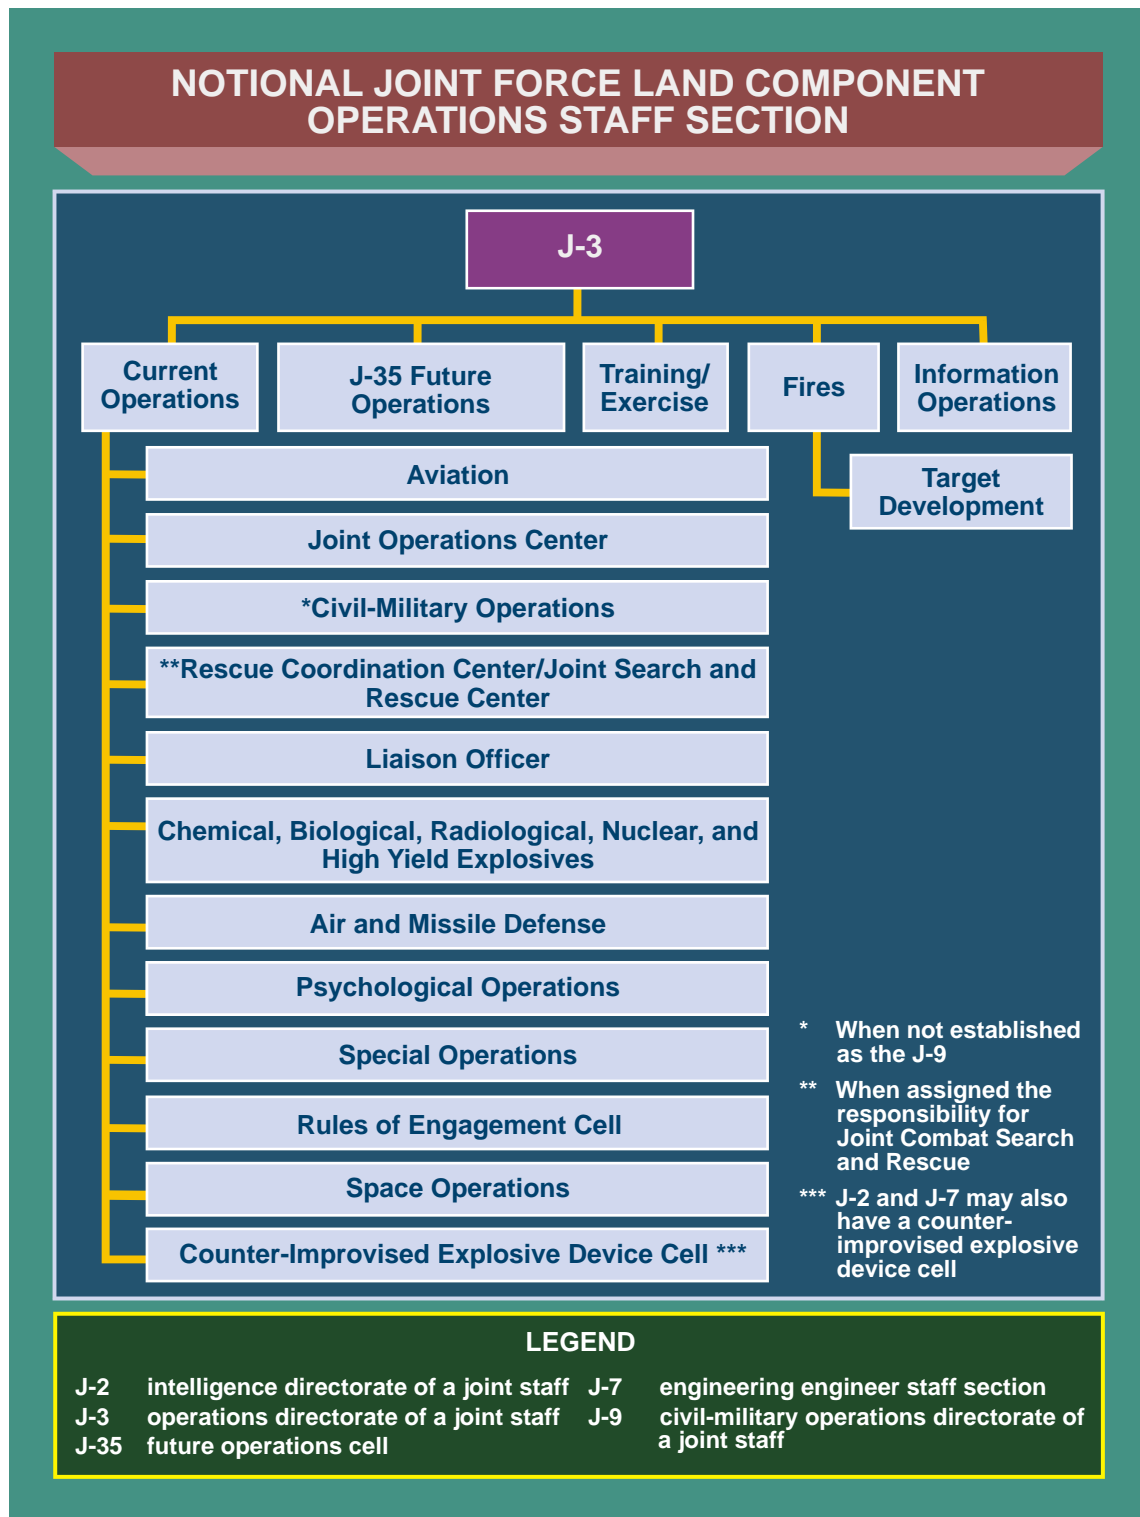 NOTIONAL JOINT FORCE LAND COMPONENT
OPERATIONS STAFF SECTION
J-3
Current
Operations
J-35 Future
Operations
Training/
Exercise
Fires
Information
Operations
Target
Development
Aviation
Joint Operations Center
*Civil-Military Operations
**Rescue Coordination Center/Joint Search and
Rescue Center
Liaison Officer
Chemical, Biological, Radiological, Nuclear, and
High Yield Explosives
Air and Missile Defense
Psychological Operations
Special Operations
Rules of Engagement Cell
Space Operations
Counter-Improvised Explosive Device Cell ***
* When not established
as the J-9
** When assigned the
responsibility for
Joint Combat Search
and Rescue
*** J-2 and J-7 may also
have a counter-
improvised explosive
device cell
LEGEND
J-2 intelligence directorate of a joint staff
J-3 operations directorate of a joint staff
J-35 future operations cell
J-7 engineering engineer staff section
J-9 civil-military operations directorate of
a joint staff